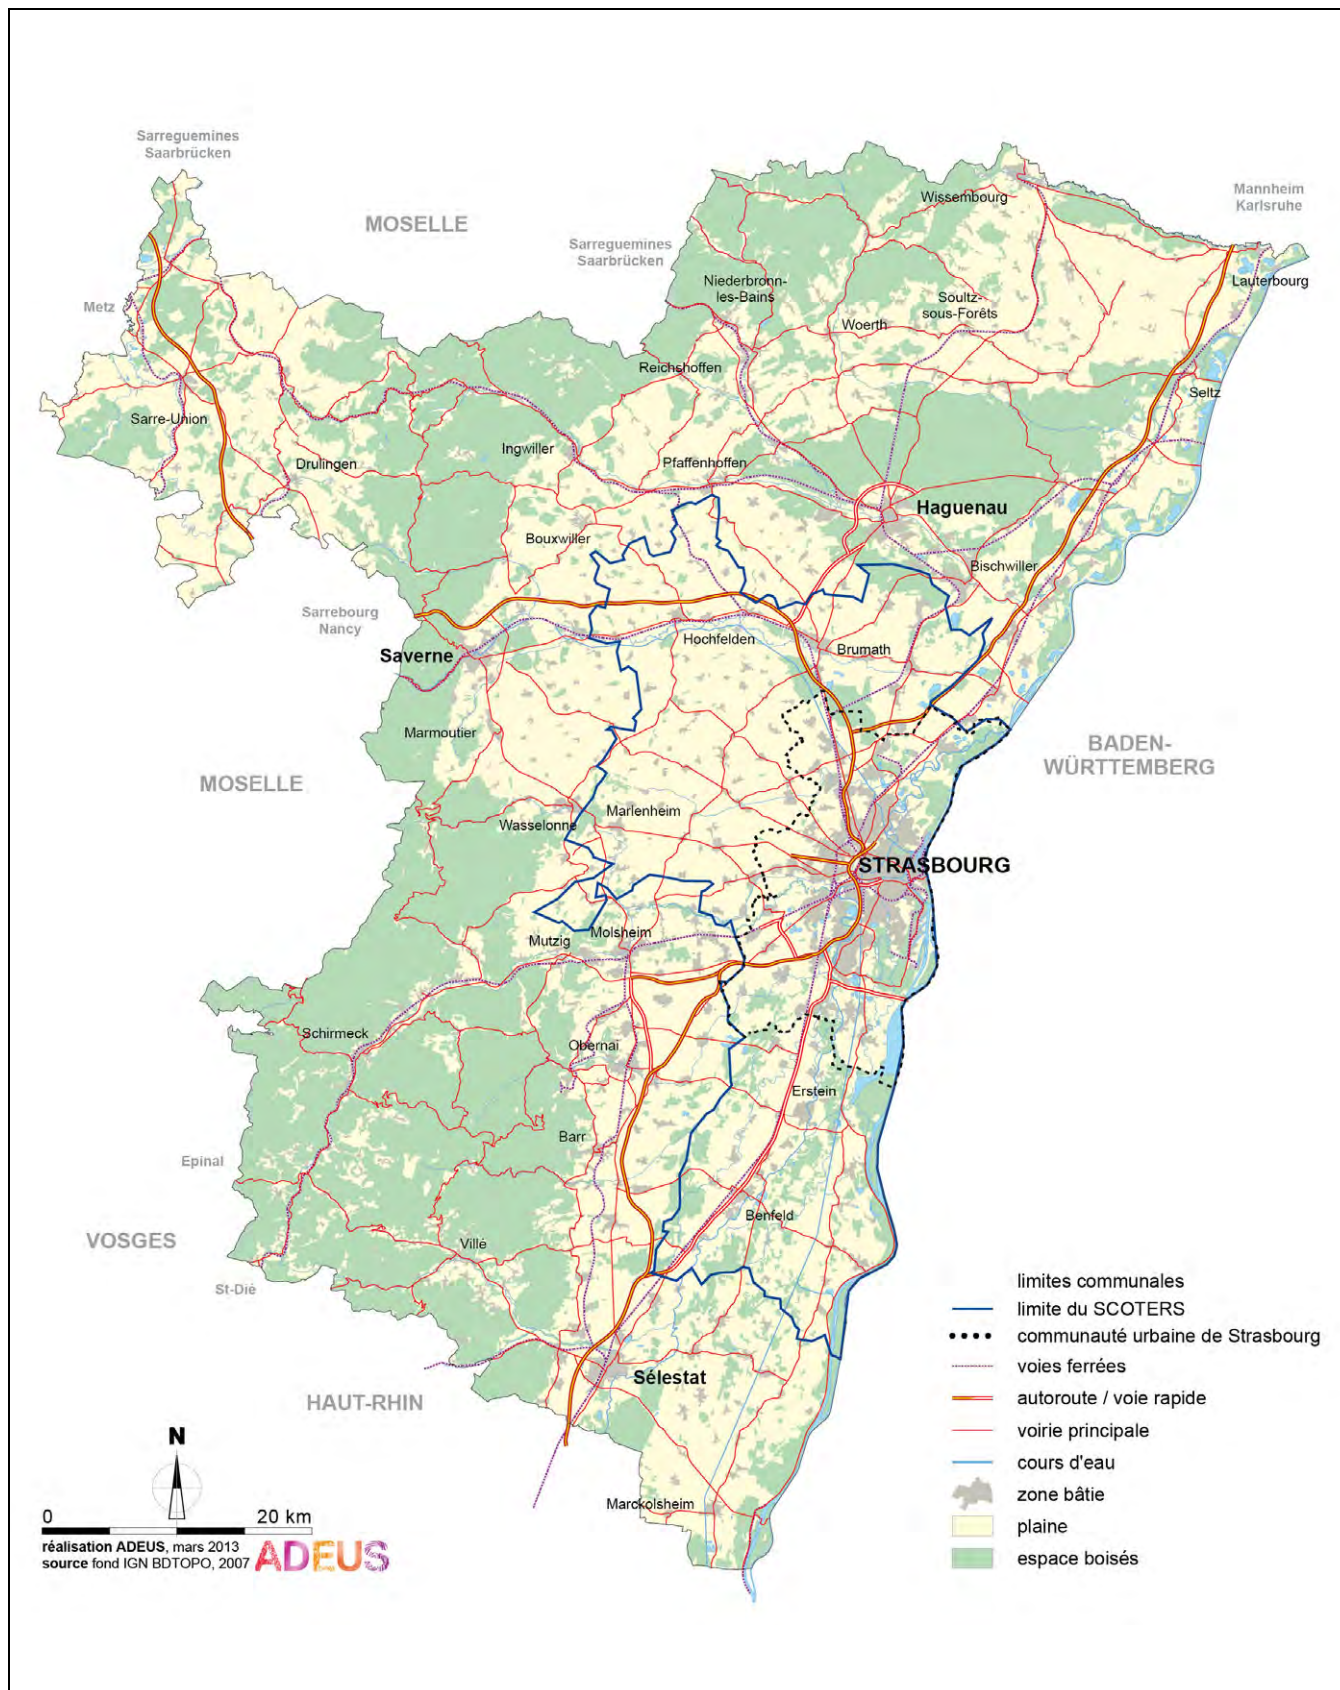 Sarreguemines
Saarbrücken
MOSELLE
Wissembourg
Mannheim
Karlsruhe
Sarreguemines
Saarbrücken
Niederbronn-
les-Bains
Lauterbourg
Metz
Soultz-
sous-Forêts
Woerth
Reichshoffen
Seltz
Sarre-Union
Ingwiller
Drulingen
Pfaffenhoffen
Haguenau
Bouxwiller
Bischwiller
Sarrebourg
Nancy
Hochfelden
Brumath
Saverne
Marmoutier
BADEN-
WÜRTTEMBERG
MOSELLE
Marlenheim
Wasselonne
STRASBOURG
Molsheim
Mutzig
Schirmeck
Obernai
Erstein
Barr
Epinal
Benfeld
VOSGES
Villé
St-Dié
limites communales
limite du SCOTERS
communauté urbaine de Strasbourg
voies ferrées
autoroute / voie rapide
voirie principale
cours d'eau
zone bâtie
plaine
espace boisés
Sélestat
HAUT-RHIN
N
Marckolsheim
0 20 km
réalisation ADEUS, mars 2013
source fond IGN BDTOPO, 2007
ADEUS